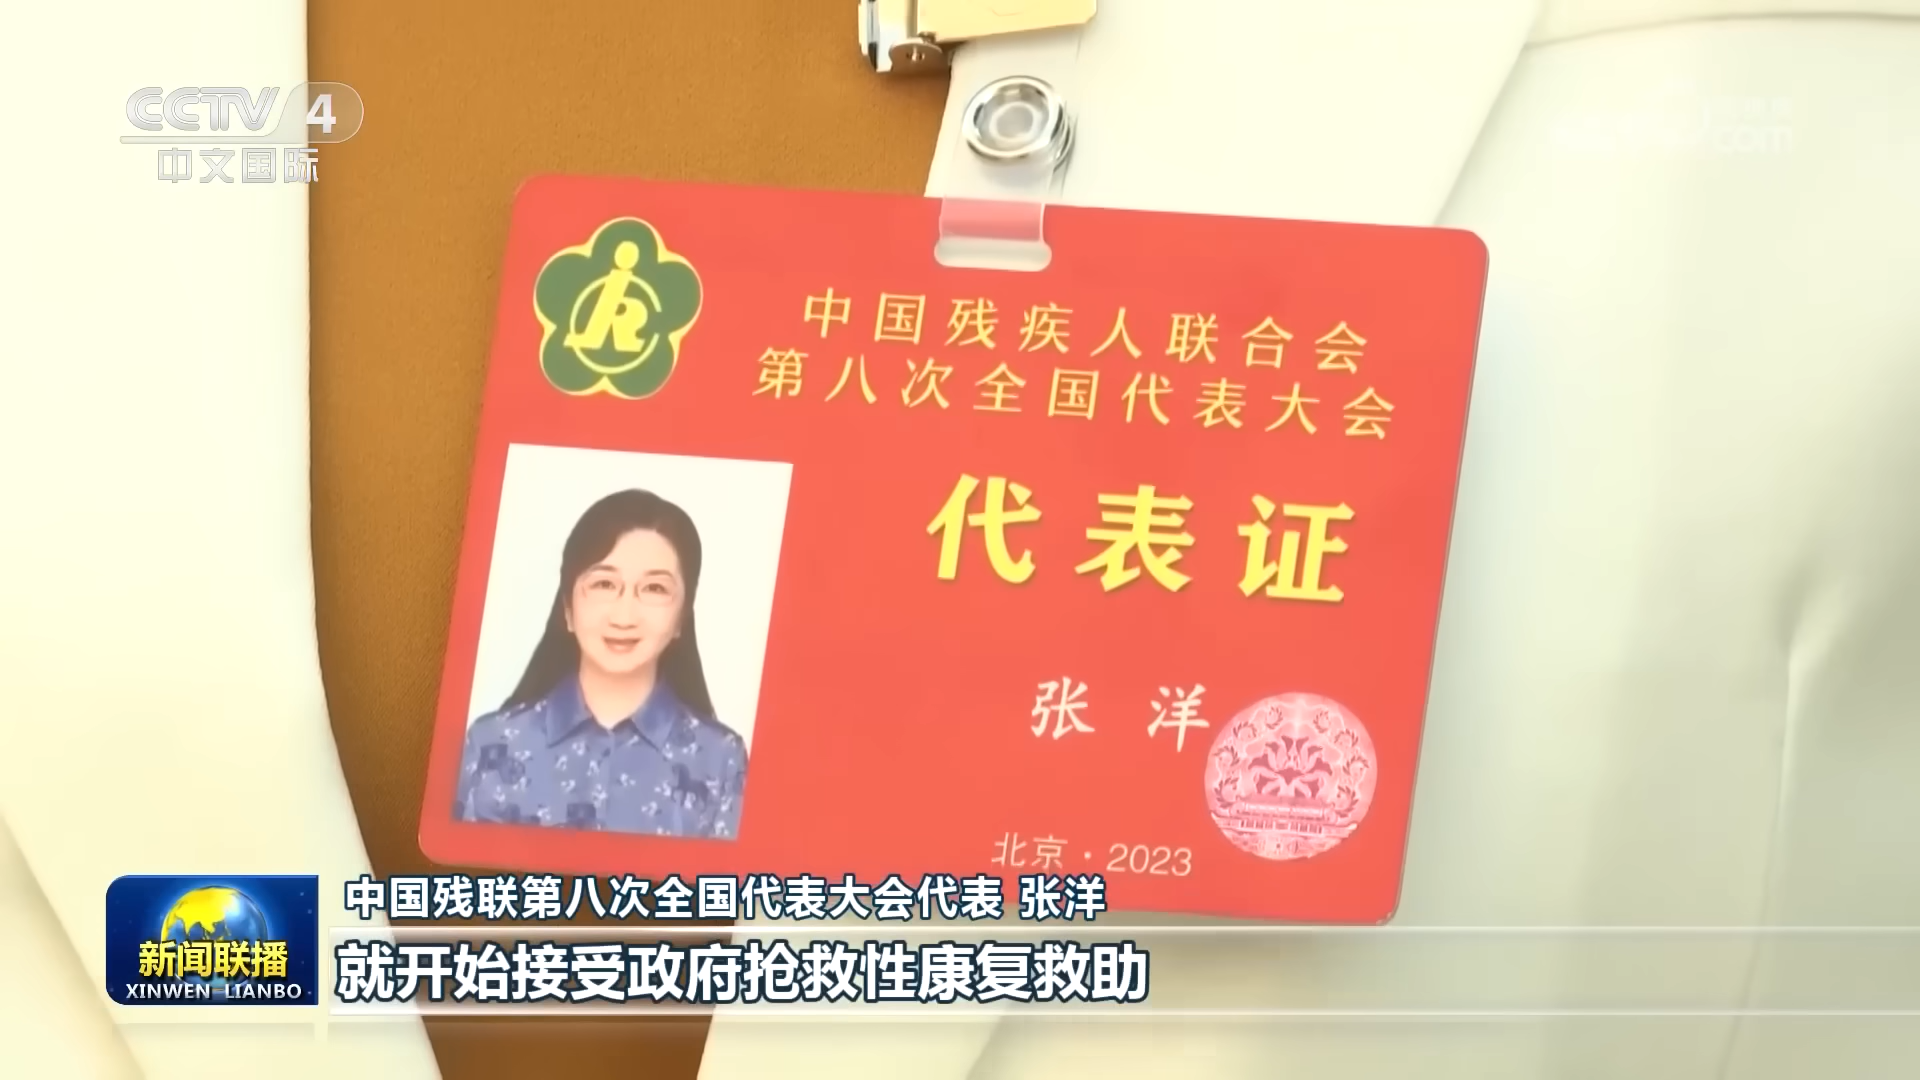 CCTV 4
中文国际
com
中国残疾人联合会
第八次全国代表大会
代表证
张 洋
北京·2023
中国残联第八次全国代表大会代表 张洋
新闻联播
XINWEN LIANBO
就开始接受政府抢救性康复救助